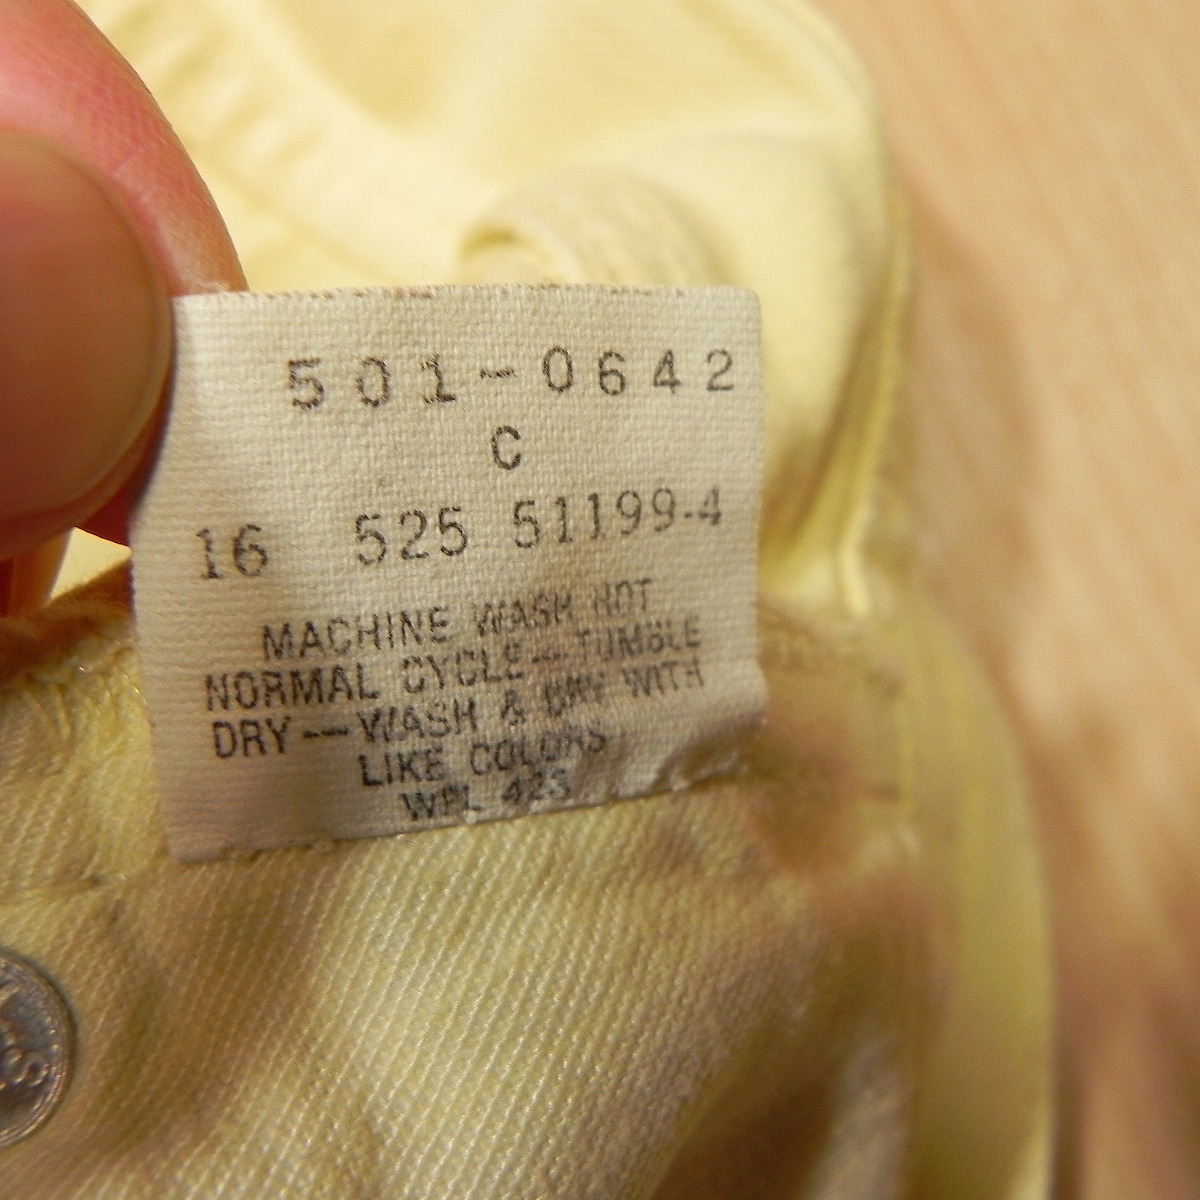 501-0642
C
16 525 51199-4
MACHINE WASH HOT
NORMAL CYCLE—TUMBLE
DRY—WASH & DRY WITH
LIKE COLORS
WPL 423